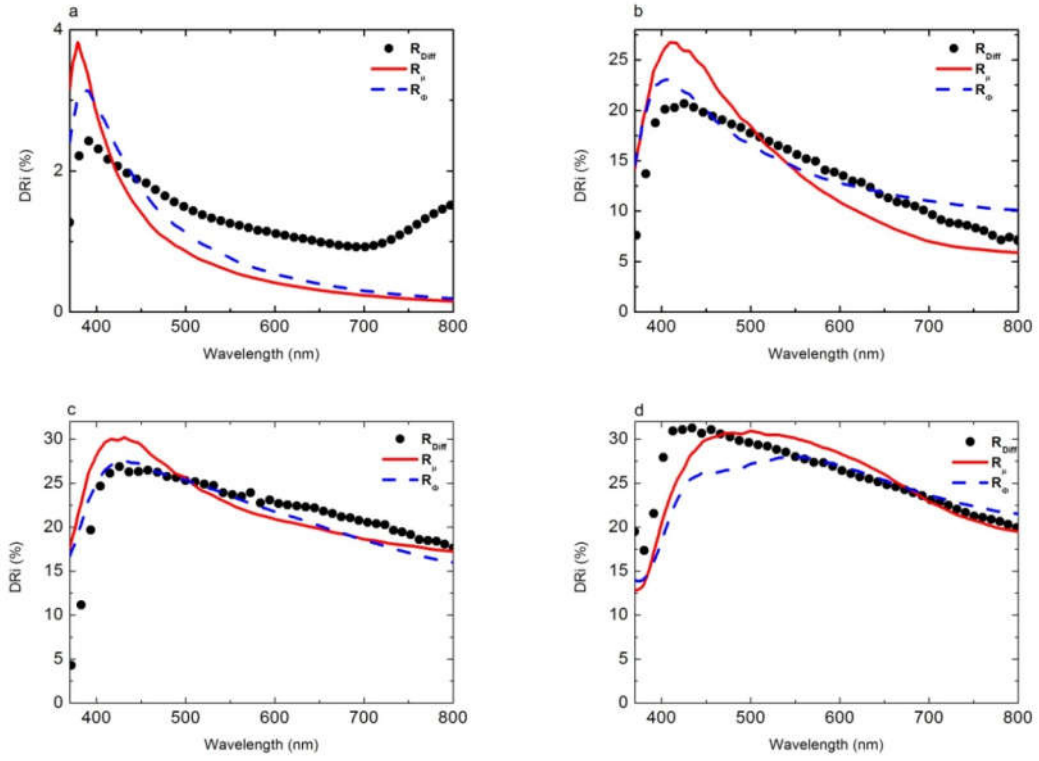 a
4
2
0
DRi (%)
400 500 600 700 800
Wavelength (nm)
R_Diff
R_μ
R_Φ
b
25
20
15
10
5
0
DRi (%)
400 500 600 700 800
Wavelength (nm)
R_Diff
R_μ
R_Φ
c
30
25
20
15
10
5
0
DRi (%)
400 500 600 700 800
Wavelength (nm)
R_Diff
R_μ
R_Φ
d
30
25
20
15
10
5
0
DRi (%)
400 500 600 700 800
Wavelength (nm)
R_Diff
R_μ
R_Φ